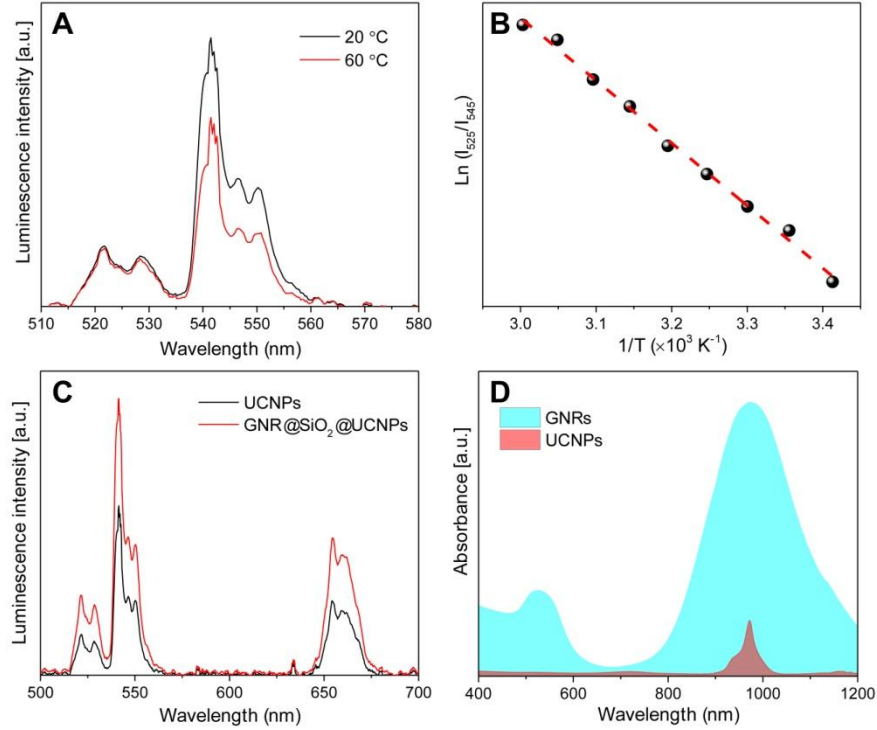 A
20 °C
60 °C
Luminescence intensity [a.u.]
510 520 530 540 550 560 570 580
Wavelength (nm)
B
Ln (I₅₂₅/I₅₄₅)
3.0 3.1 3.2 3.3 3.4
1/T (×10³ K⁻¹)
C
UCNPs
GNR@SiO₂@UCNPs
Luminescence intensity [a.u.]
500 550 600 650 700
Wavelength (nm)
D
GNRs
UCNPs
Absorbance [a.u.]
400 600 800 1000 1200
Wavelength (nm)